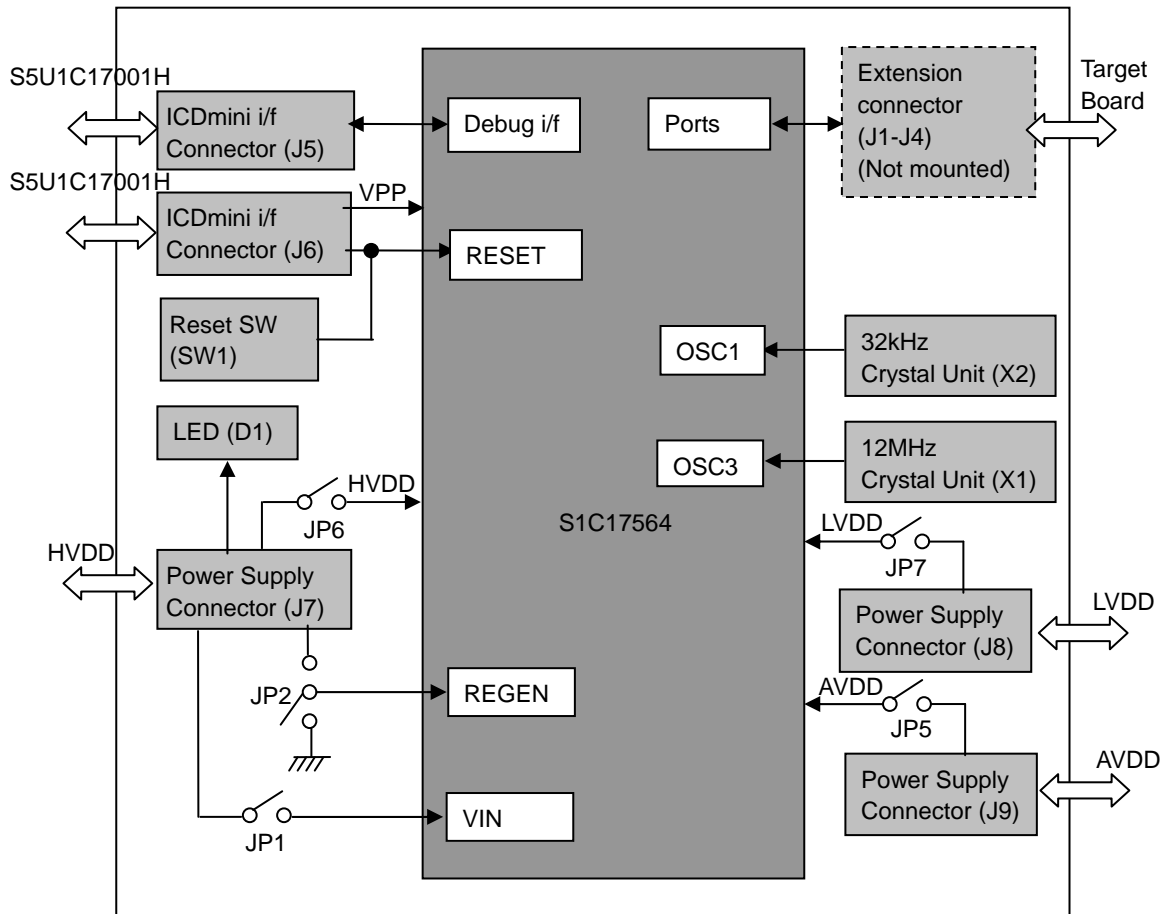 S5U1C17001H
ICDmini i/f
Connector (J5)
Debug i/f
Ports
Extension
connector
(J1-J4)
(Not mounted)
Target
Board
S5U1C17001H
ICDmini i/f
Connector (J6)
VPP
RESET
Reset SW
(SW1)
OSC1
32kHz
Crystal Unit (X2)
LED (D1)
OSC3
12MHz
Crystal Unit (X1)
HVDD
JP6
S1C17564
HVDD
Power Supply
Connector (J7)
LVDD
JP7
Power Supply
Connector (J8)
LVDD
JP2
REGEN
AVDD
JP5
Power Supply
Connector (J9)
AVDD
JP1
VIN